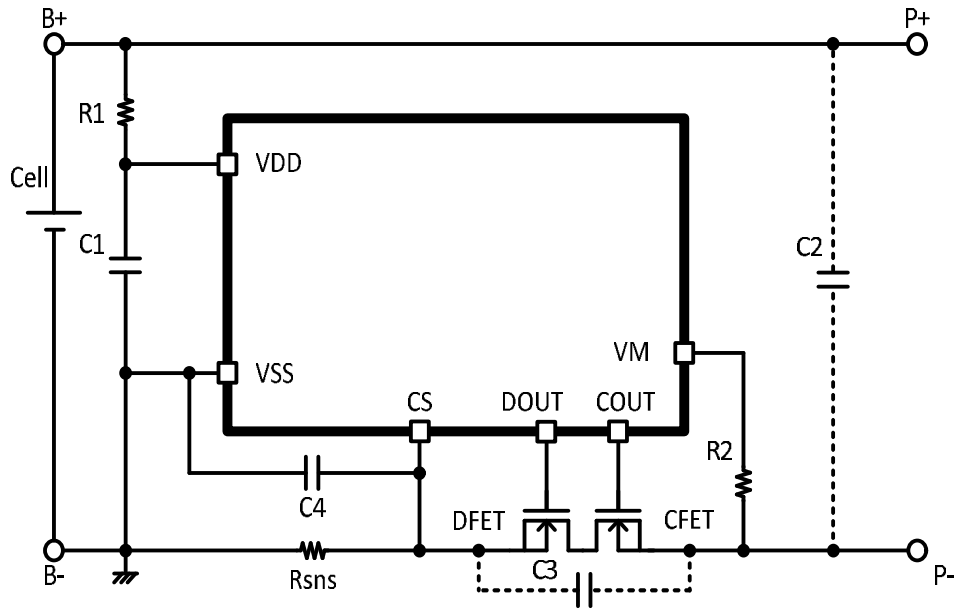 B+
P+
R1
VDD
Cell
C1
C2
VSS
VM
CS
DOUT
COUT
R2
C4
DFET
CFET
C3
B-
Rsns
P-